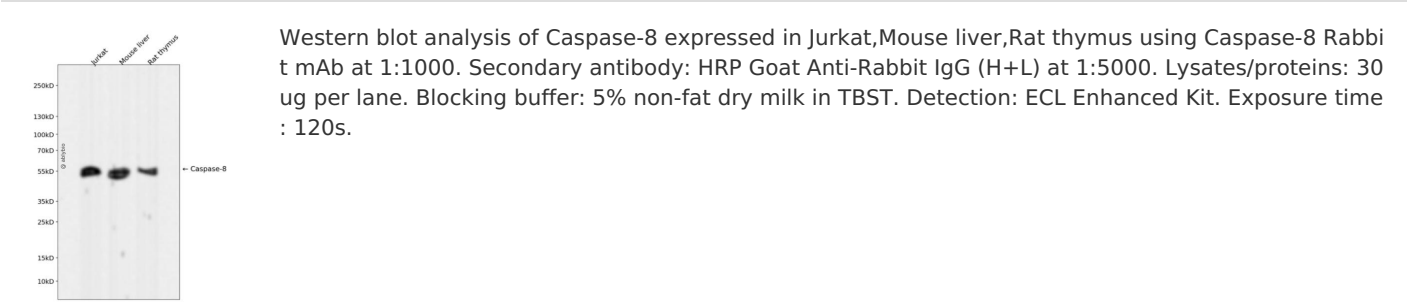 Jurkat
Mouse liver
Rat thymus
Western blot analysis of Caspase-8 expressed in Jurkat,Mouse liver,Rat thymus using Caspase-8 Rabbi
t mAb at 1:1000. Secondary antibody: HRP Goat Anti-Rabbit IgG (H+L) at 1:5000. Lysates/proteins: 30
ug per lane. Blocking buffer: 5% non-fat dry milk in TBST. Detection: ECL Enhanced Kit. Exposure time
: 120s.
250kD
130kD
100kD
70kD
55kD
← Caspase-8
35kD
25kD
15kD
10kD